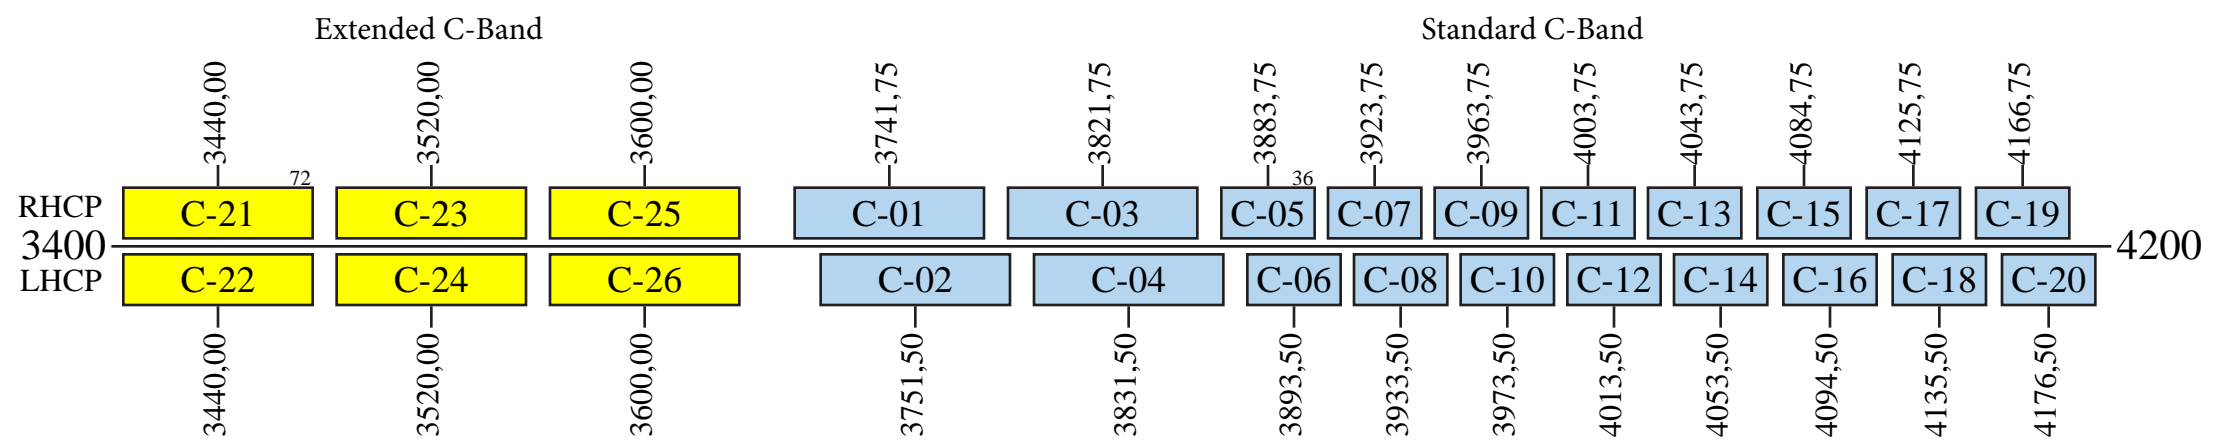 Extended C-Band Standard C-Band
3440,00 3520,00 3600,00 3741,75 3821,75 3883,75 3923,75 3963,75 4003,75 4043,75 4084,75 4125,75 4166,75
72 36
RHCP C-21 C-23 C-25 C-01 C-03 C-05 C-07 C-09 C-11 C-13 C-15 C-17 C-19
3400 4200
LHCP C-22 C-24 C-26 C-02 C-04 C-06 C-08 C-10 C-12 C-14 C-16 C-18 C-20
3440,00 3520,00 3600,00 3751,50 3831,50 3893,50 3933,50 3973,50 4013,50 4053,50 4094,50 4135,50 4176,50